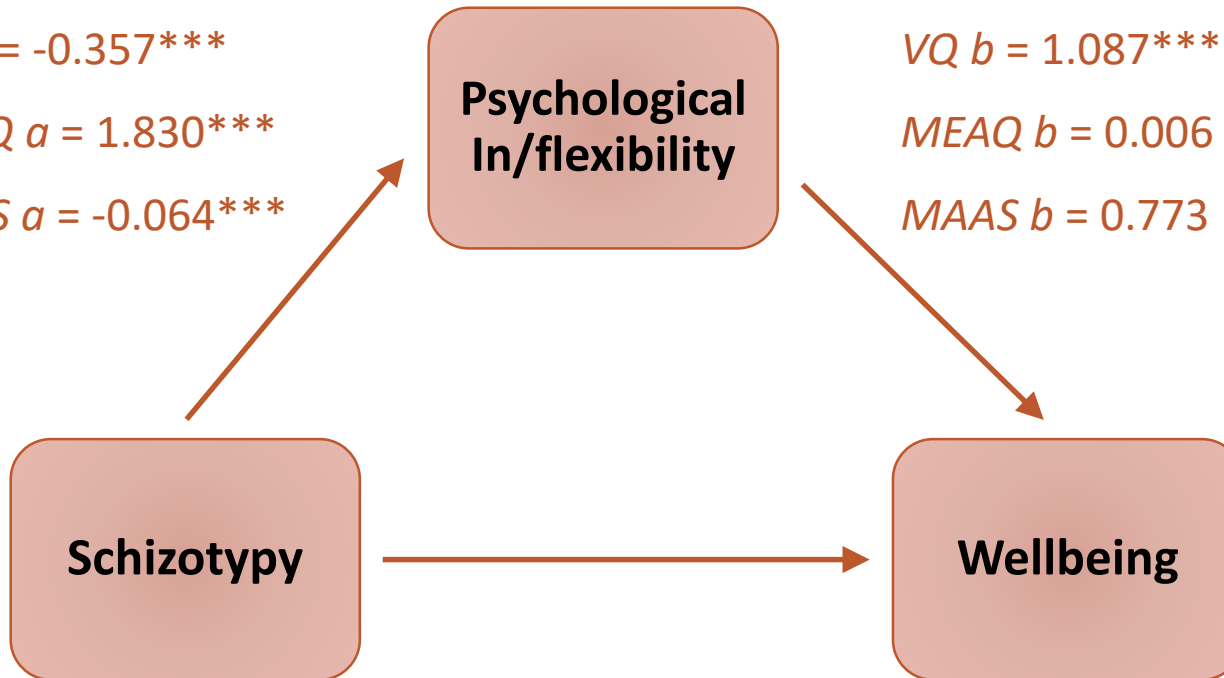 = -0.357***
Q a = 1.830***
S a = -0.064***
Psychological
In/flexibility
VQ b = 1.087***
MEAQ b = 0.006
MAAS b = 0.773
Schizotypy
Wellbeing